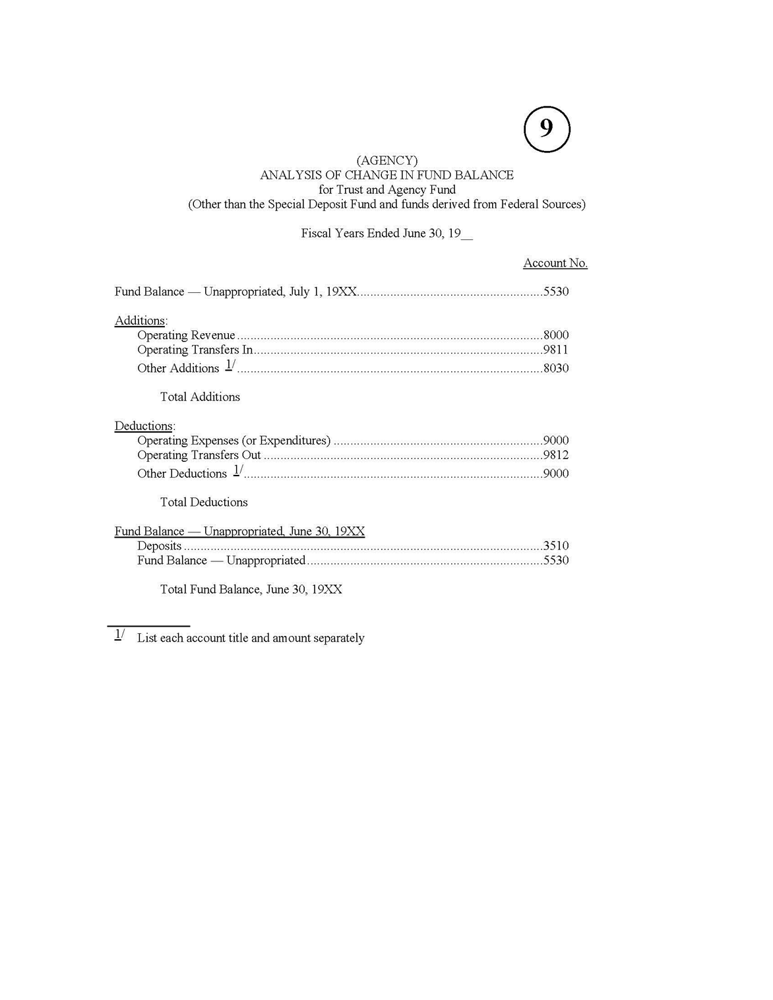 9
(AGENCY)
ANALYSIS OF CHANGE IN FUND BALANCE
for Trust and Agency Fund
(Other than the Special Deposit Fund and funds derived from Federal Sources)
Fiscal Years Ended June 30, 19__
Account No.
Fund Balance — Unappropriated, July 1, 19XX..........................................................5530
Additions:
Operating Revenue..............................................................................................8000
Operating Transfers In.........................................................................................9811
Other Additions 1/..............................................................................................8030
Total Additions
Deductions:
Operating Expenses (or Expenditures)..................................................................9000
Operating Transfers Out......................................................................................9812
Other Deductions 1/............................................................................................9000
Total Deductions
Fund Balance — Unappropriated, June 30, 19XX
Deposits..............................................................................................................3510
Fund Balance — Unappropriated.........................................................................5530
Total Fund Balance, June 30, 19XX
1/ List each account title and amount separately